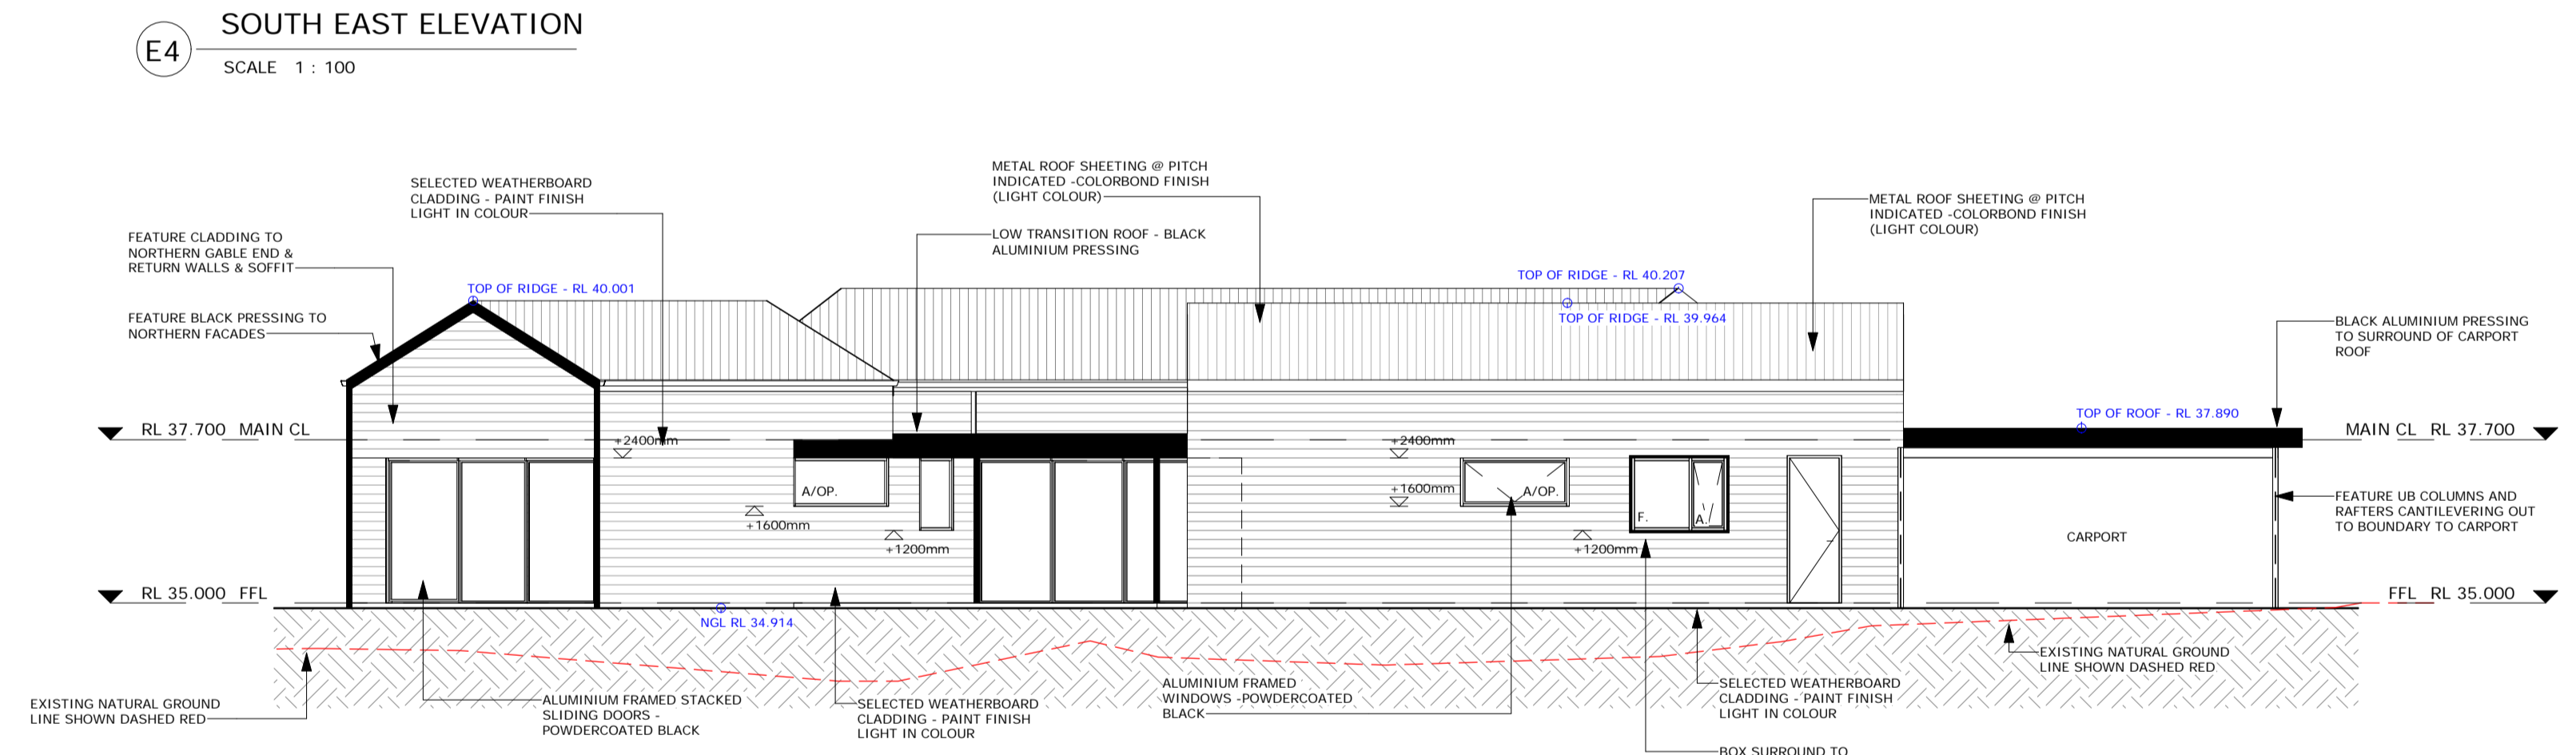 SOUTH EAST ELEVATION
E4
SCALE 1 : 100
METAL ROOF SHEETING @ PITCH
INDICATED -COLORBOND FINISH
(LIGHT COLOUR)
SELECTED WEATHERBOARD
CLADDING - PAINT FINISH
LIGHT IN COLOUR
METAL ROOF SHEETING @ PITCH
INDICATED -COLORBOND FINISH
(LIGHT COLOUR)
FEATURE CLADDING TO
NORTHERN GABLE END &
RETURN WALLS & SOFFIT
LOW TRANSITION ROOF - BLACK
ALUMINIUM PRESSING
TOP OF RIDGE - RL 40.207
TOP OF RIDGE - RL 40.001
FEATURE BLACK PRESSING TO
NORTHERN FACADES
TOP OF RIDGE - RL 39.964
BLACK ALUMINIUM PRESSING
TO SURROUND OF CARPORT
ROOF
TOP OF ROOF - RL 37.890
RL 37.700 MAIN CL
MAIN CL RL 37.700
+2400mm
+2400mm
A/OP.
+1600mm
A/OP.
+1600mm
F.
A.
FEATURE UB COLUMNS AND
RAFTERS CANTILEVERING OUT
TO BOUNDARY TO CARPORT
+1200mm
+1200mm
CARPORT
RL 35.000 FFL
FFL RL 35.000
NGL RL 34.914
EXISTING NATURAL GROUND
LINE SHOWN DASHED RED
EXISTING NATURAL GROUND
LINE SHOWN DASHED RED
ALUMINIUM FRAMED STACKED
SLIDING DOORS -
POWDERCOATED BLACK
SELECTED WEATHERBOARD
CLADDING - PAINT FINISH
LIGHT IN COLOUR
ALUMINIUM FRAMED
WINDOWS -POWDERCOATED
BLACK
SELECTED WEATHERBOARD
CLADDING - PAINT FINISH
LIGHT IN COLOUR
BOX SURROUND TO